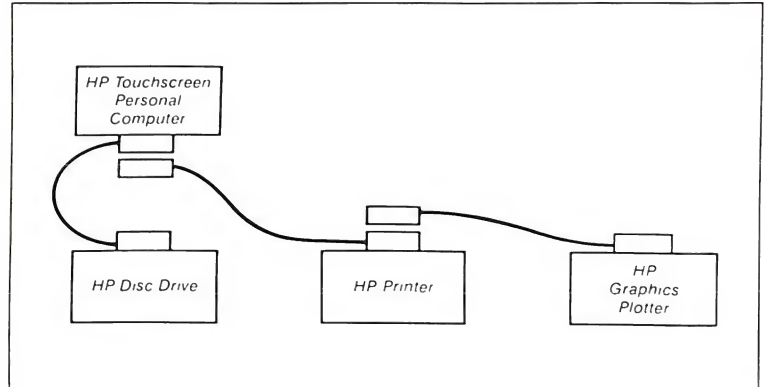 HP Touchscreen
Personal
Computer
HP Disc Drive
HP Printer
HP
Graphics
Plotter